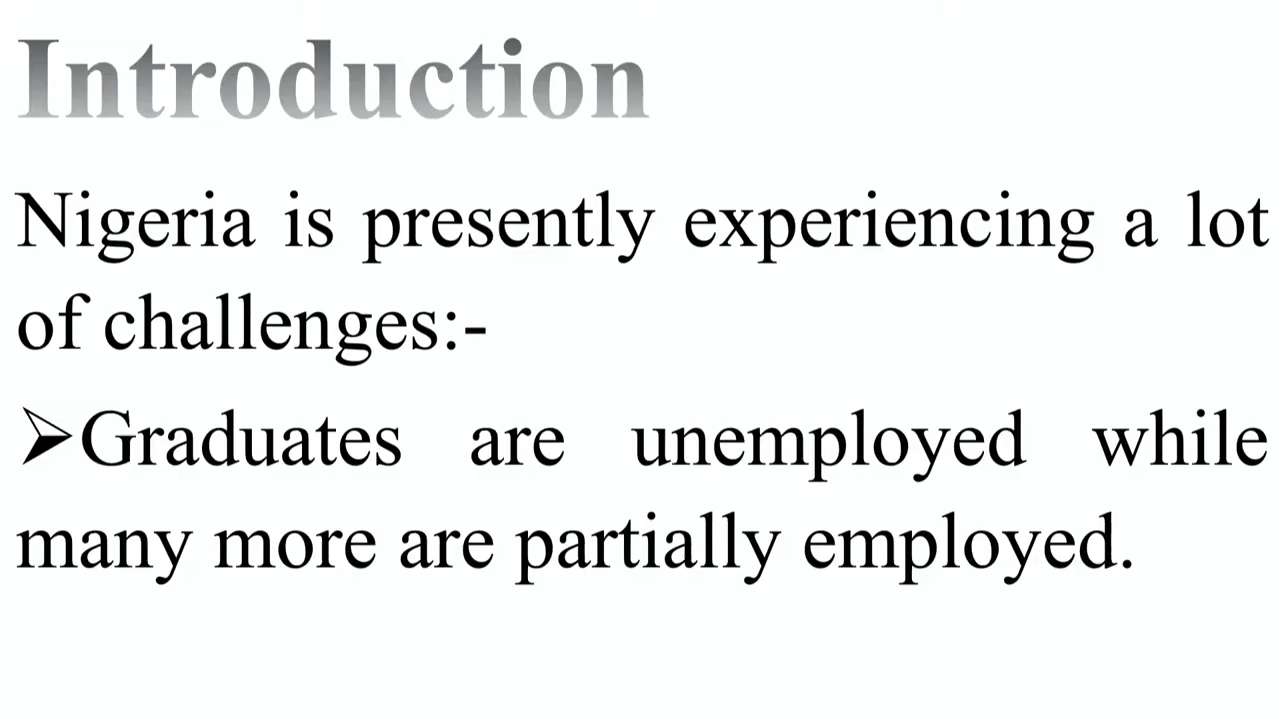 Introduction
Nigeria is presently experiencing a lot
of challenges:-
➢Graduates are unemployed while
many more are partially employed.